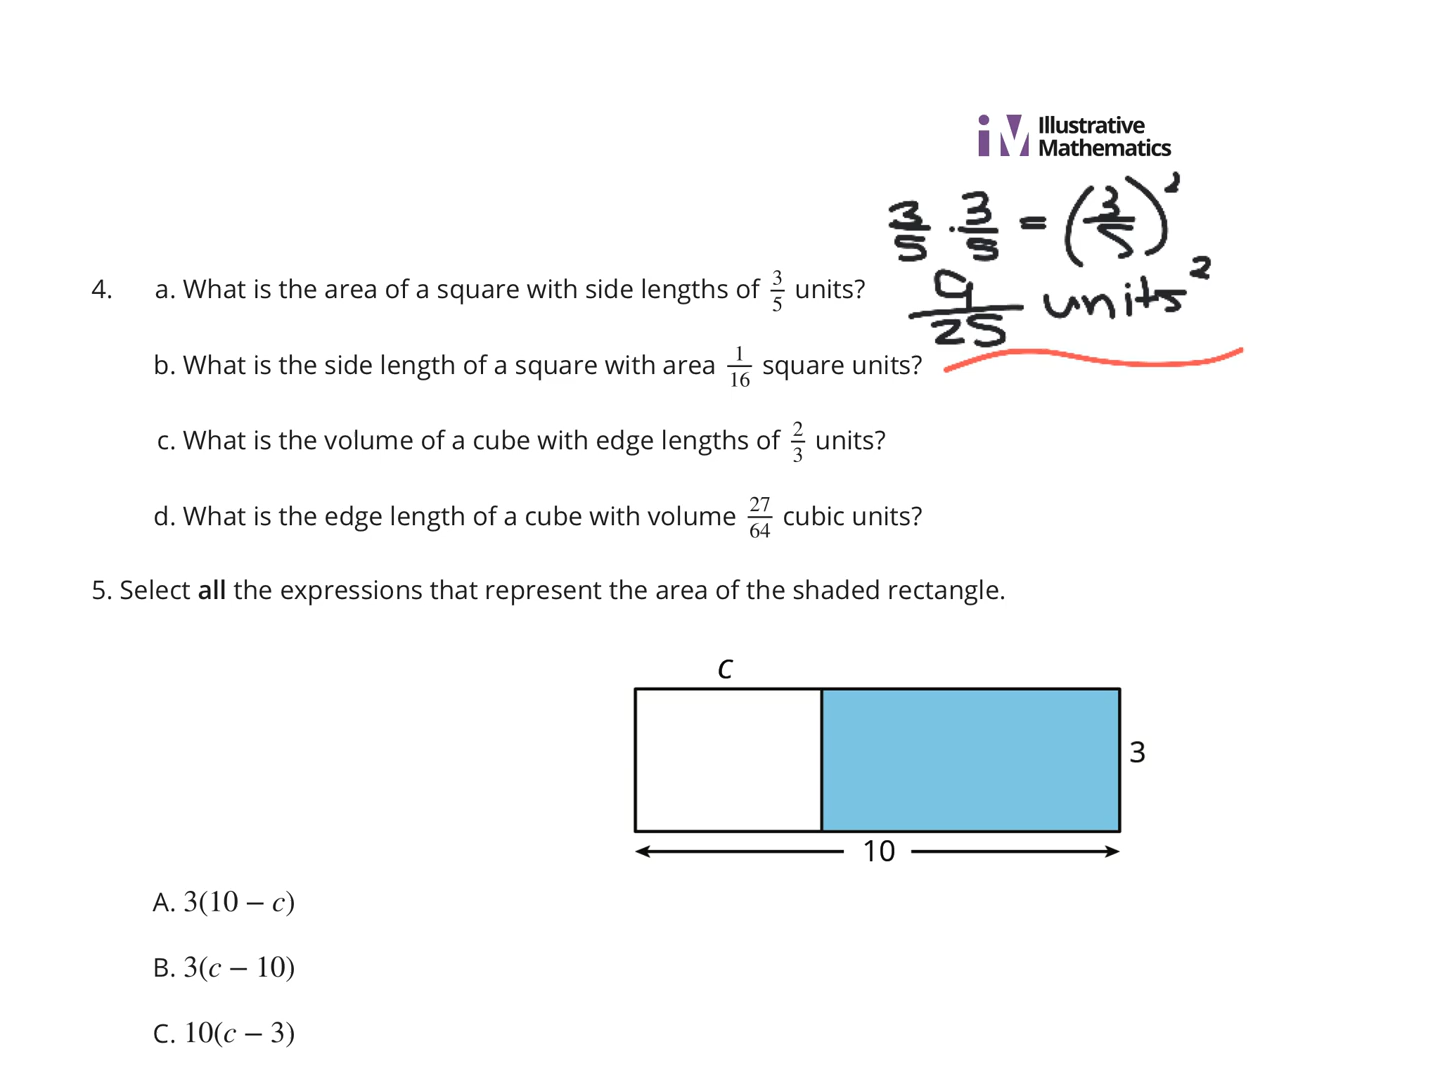 Illustrative
Mathematics
3/5 · 3/5 = (3/5)²
4. a. What is the area of a square with side lengths of 3/5 units?
9/25 units²
b. What is the side length of a square with area 1/16 square units?
c. What is the volume of a cube with edge lengths of 2/3 units?
d. What is the edge length of a cube with volume 27/64 cubic units?
5. Select all the expressions that represent the area of the shaded rectangle.
c
3
10
A. 3(10 − c)
B. 3(c − 10)
C. 10(c − 3)